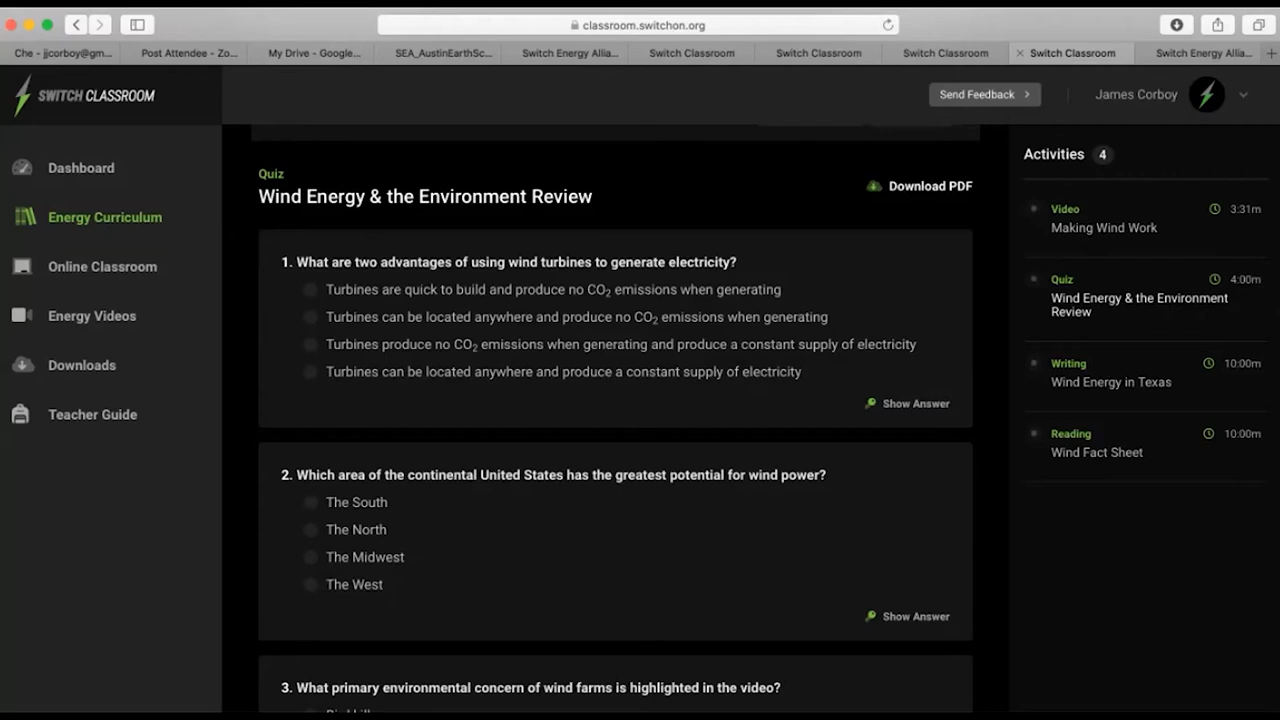 classroom.switchon.org
Che - jjcorboy@gm...
Post Attendee - Zo...
My Drive - Google...
SEA_AustinEarthSc...
Switch Energy Allia...
Switch Classroom
Switch Classroom
Switch Classroom
Switch Classroom
Switch Energy Allia...
SWITCH CLASSROOM
Send Feedback
James Corboy
Dashboard
Energy Curriculum
Online Classroom
Energy Videos
Downloads
Teacher Guide
Quiz
Wind Energy & the Environment Review
Download PDF
1. What are two advantages of using wind turbines to generate electricity?
Turbines are quick to build and produce no CO₂ emissions when generating
Turbines can be located anywhere and produce no CO₂ emissions when generating
Turbines produce no CO₂ emissions when generating and produce a constant supply of electricity
Turbines can be located anywhere and produce a constant supply of electricity
Show Answer
2. Which area of the continental United States has the greatest potential for wind power?
The South
The North
The Midwest
The West
Show Answer
3. What primary environmental concern of wind farms is highlighted in the video?
Activities 4
Video 3:31m
Making Wind Work
Quiz 4:00m
Wind Energy & the Environment
Review
Writing 10:00m
Wind Energy in Texas
Reading 10:00m
Wind Fact Sheet